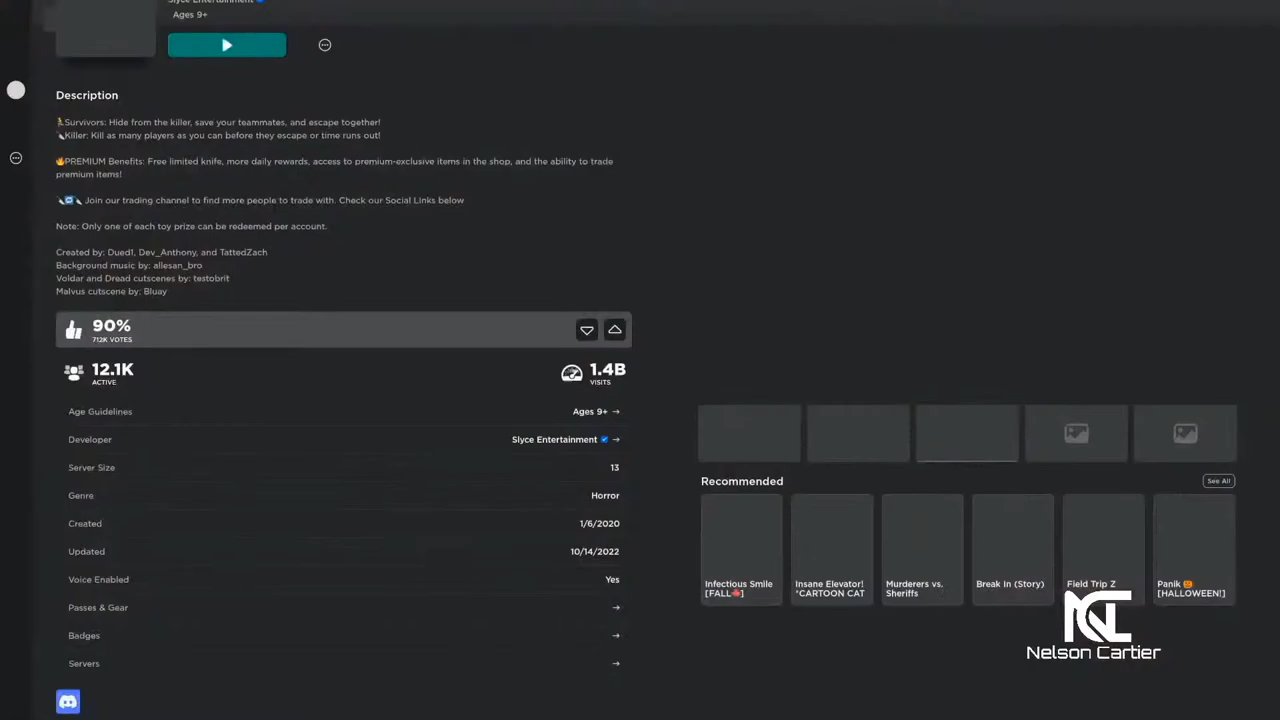 Slyce Entertainment
Ages 9+
Description
Survivors: Hide from the killer, save your teammates, and escape together!
Killer: Kill as many players as you can before they escape or time runs out!
PREMIUM Benefits: Free limited knife, more daily rewards, access to premium-exclusive items in the shop, and the ability to trade
premium items!
Join our trading channel to find more people to trade with. Check our Social Links below
Note: Only one of each toy prize can be redeemed per account.
Created by: Dued1, Dev_Anthony, and TattedZach
Background music by: allesan_bro
Voldar and Dread cutscenes by: testobrit
Malvus cutscene by: Bluay
90%
712K VOTES
12.1K
ACTIVE
1.4B
VISITS
Age Guidelines Ages 9+ →
Developer Slyce Entertainment →
Server Size 13
Genre Horror
Created 1/6/2020
Updated 10/14/2022
Voice Enabled Yes
Passes & Gear →
Badges →
Servers →
Recommended See All
Infectious Smile
[FALL🍁]
Insane Elevator!
*CARTOON CAT
Murderers vs.
Sheriffs
Break In (Story)
Field Trip Z
Panik 🎃
[HALLOWEEN!]
NC
Nelson Cartier